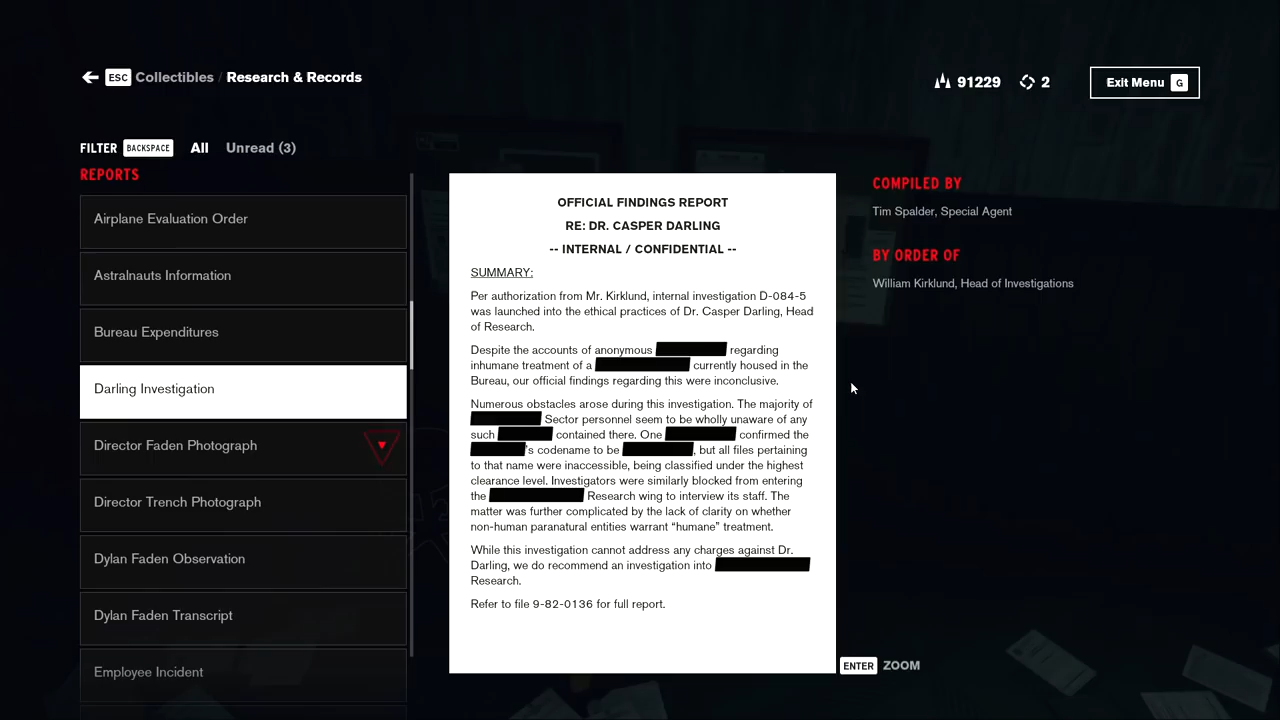 ESC Collectibles / Research & Records
91229
2
Exit Menu G
FILTER BACKSPACE All Unread (3)
REPORTS
Airplane Evaluation Order
Astralnauts Information
Bureau Expenditures
Darling Investigation
Director Faden Photograph
Director Trench Photograph
Dylan Faden Observation
Dylan Faden Transcript
Employee Incident
OFFICIAL FINDINGS REPORT
RE: DR. CASPER DARLING
-- INTERNAL / CONFIDENTIAL --
SUMMARY:
Per authorization from Mr. Kirklund, internal investigation D-084-5
was launched into the ethical practices of Dr. Casper Darling, Head
of Research.
Despite the accounts of anonymous regarding
inhumane treatment of a currently housed in the
Bureau, our official findings regarding this were inconclusive.
Numerous obstacles arose during this investigation. The majority of
Sector personnel seem to be wholly unaware of any
such contained there. One confirmed the
's codename to be , but all files pertaining
to that name were inaccessible, being classified under the highest
clearance level. Investigators were similarly blocked from entering
the Research wing to interview its staff. The
matter was further complicated by the lack of clarity on whether
non-human paranatural entities warrant “humane” treatment.
While this investigation cannot address any charges against Dr.
Darling, we do recommend an investigation into
Research.
Refer to file 9-82-0136 for full report.
COMPILED BY
Tim Spalder, Special Agent
BY ORDER OF
William Kirklund, Head of Investigations
ENTER ZOOM